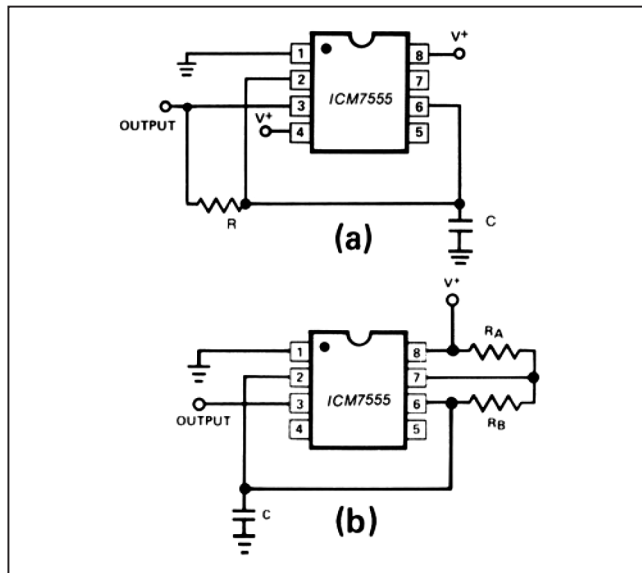 1 8 V+
2 7
ICM7555
3 6
OUTPUT V+ 4 5
R C
(a)
V+
1 8 RA
2 7
ICM7555
3 6
OUTPUT 4 5 RB
C
(b)